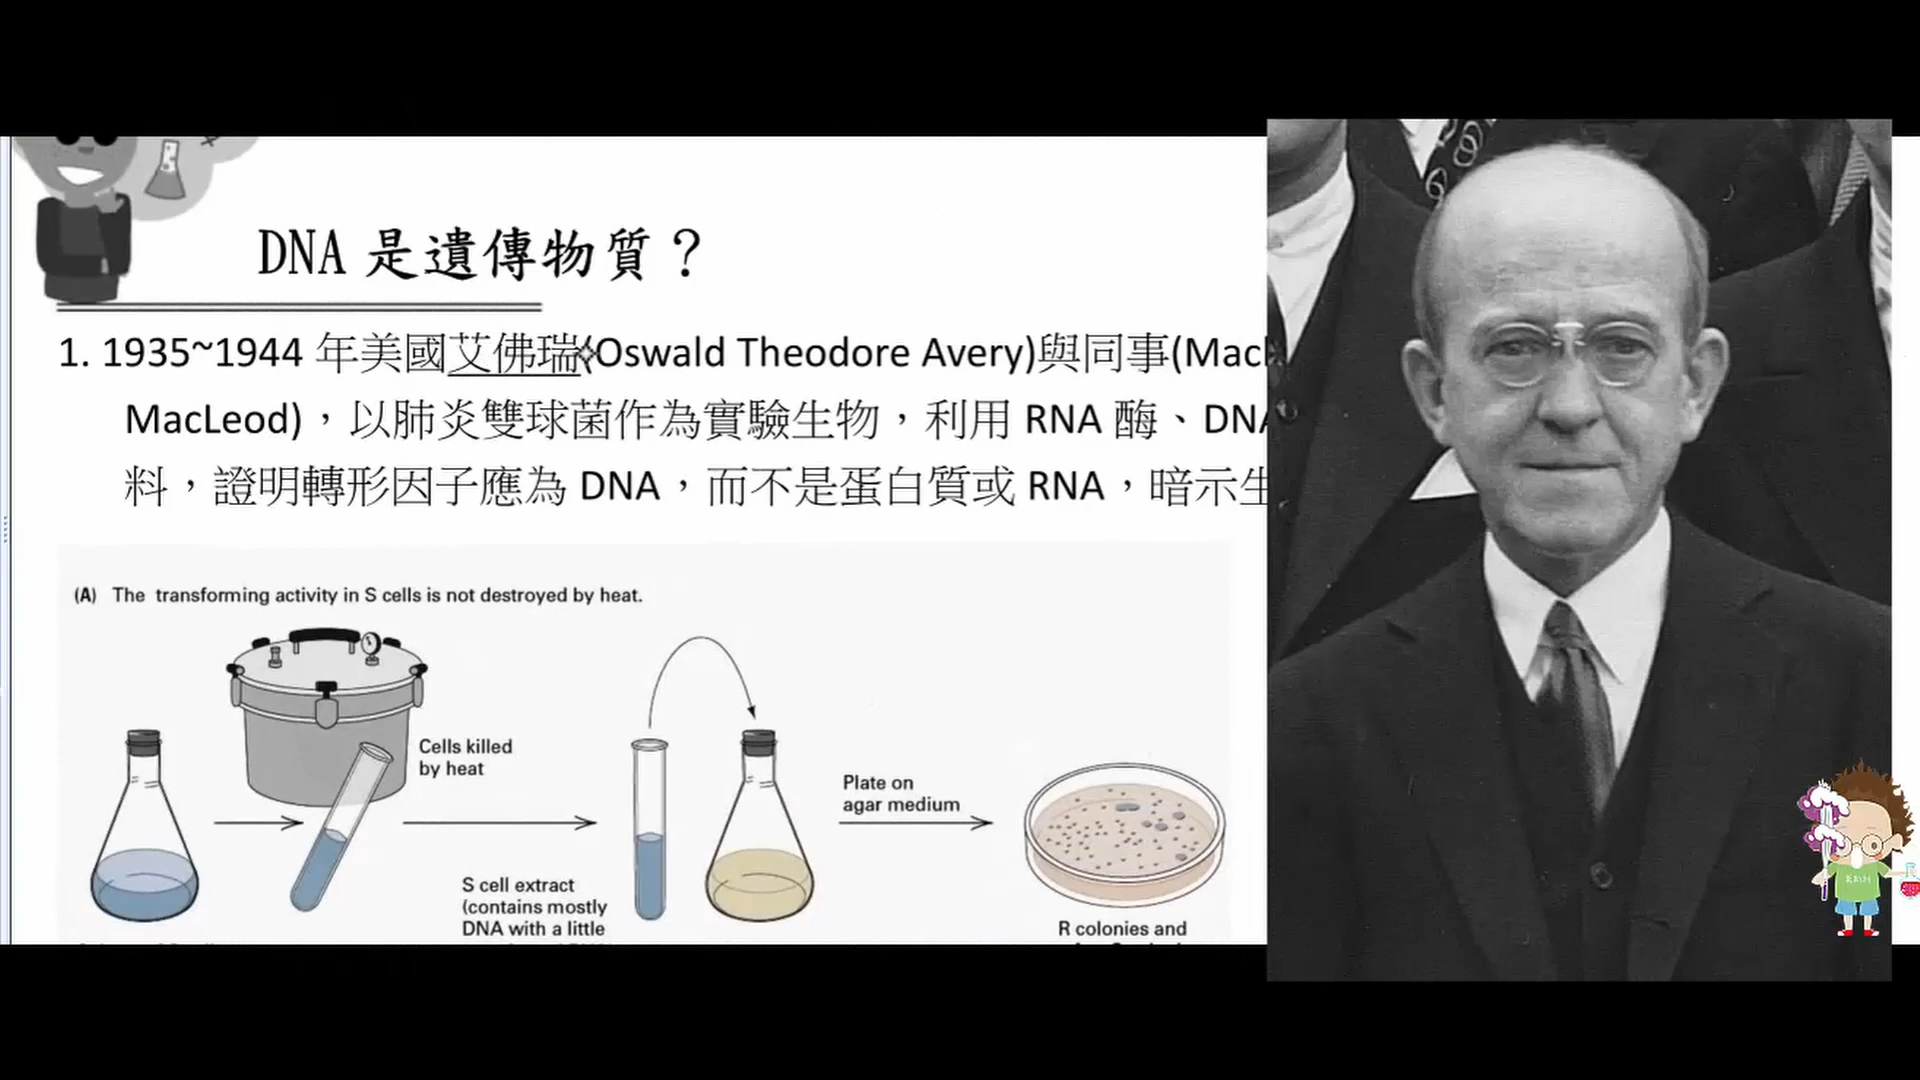 DNA 是遺傳物質？
1. 1935~1944 年美國艾佛瑞(Oswald Theodore Avery)與同事(Macl
MacLeod)，以肺炎雙球菌作為實驗生物，利用 RNA 酶、DNA
料，證明轉形因子應為 DNA，而不是蛋白質或 RNA，暗示生
(A) The transforming activity in S cells is not destroyed by heat.
Cells killed
by heat
S cell extract
(contains mostly
DNA with a little
Plate on
agar medium
R colonies and